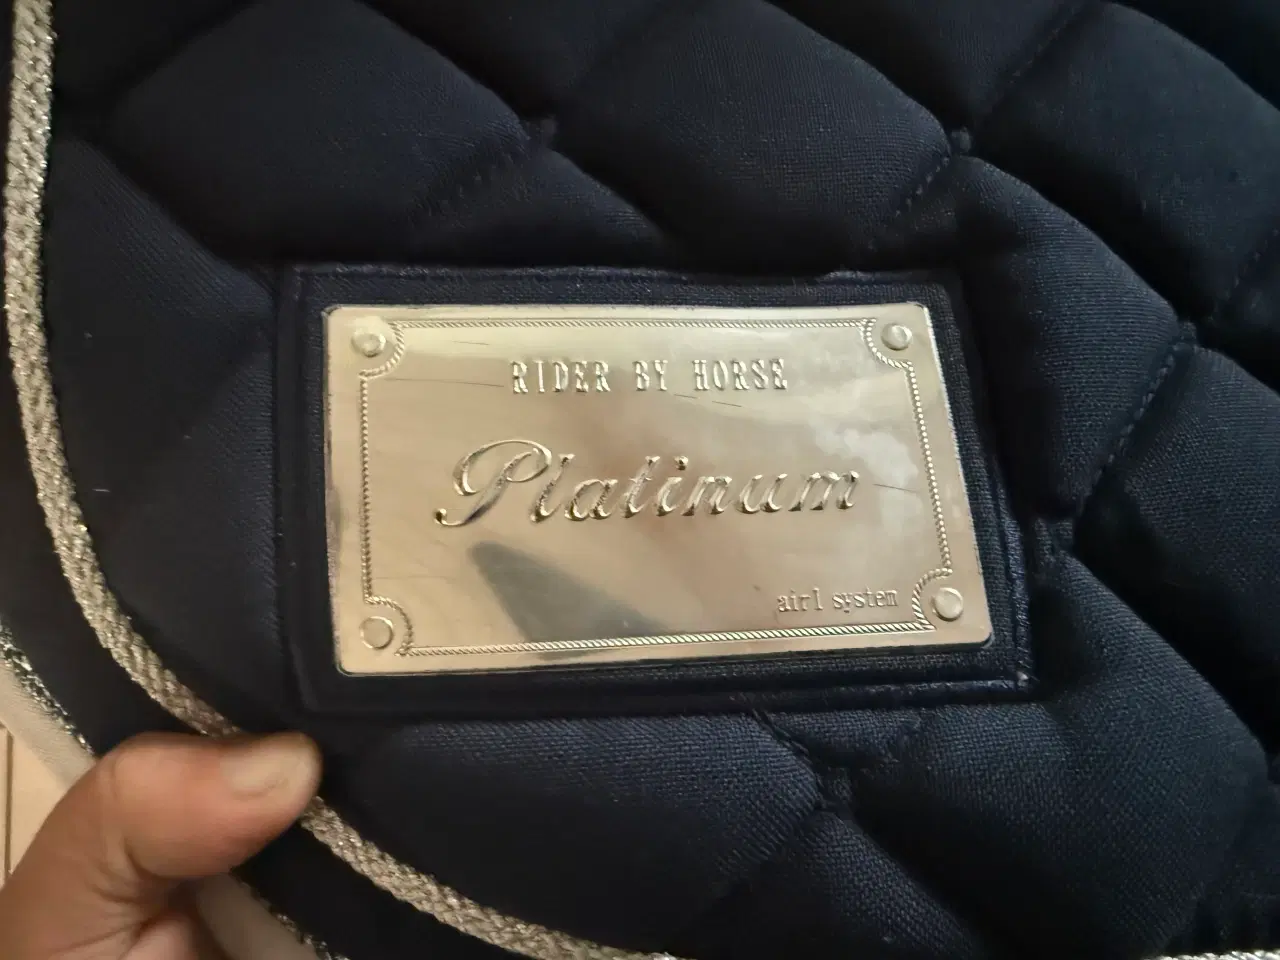 RIDER BY HORSE
Platinum
air1 system